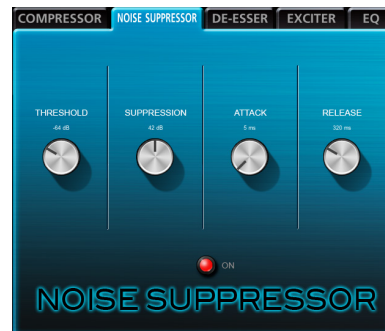 COMPRESSOR NOISE SUPPRESSOR DE-ESSER EXCITER EQ
THRESHOLD SUPPRESSION ATTACK RELEASE
-64 dB 42 dB 5 ms 320 ms
ON
NOISE SUPPRESSOR